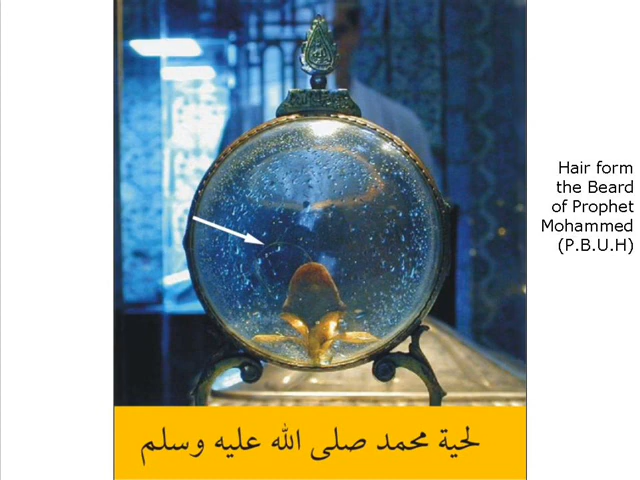 Hair form
the Beard
of Prophet
Mohammed
(P.B.U.H)
لحية محمد صلى الله عليه وسلم